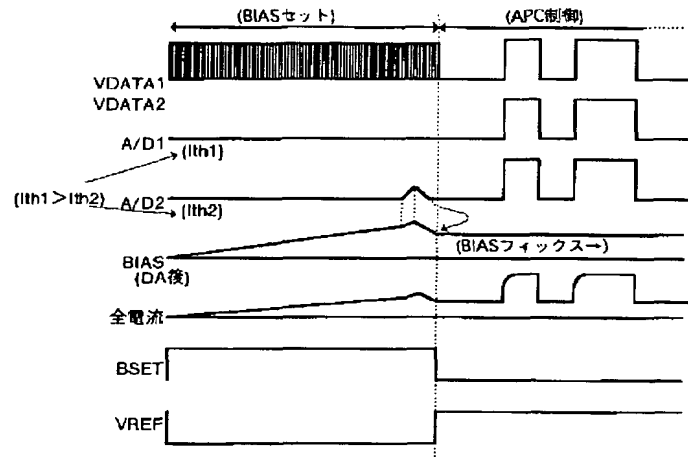 (BIASセット)
(APC制御)
VDATA1
VDATA2
A/D1
(Ith1)
(Ith1＞Ith2)
A/D2
(Ith2)
(BIASフィックス→)
BIAS
(DA後)
全電流
BSET
VREF